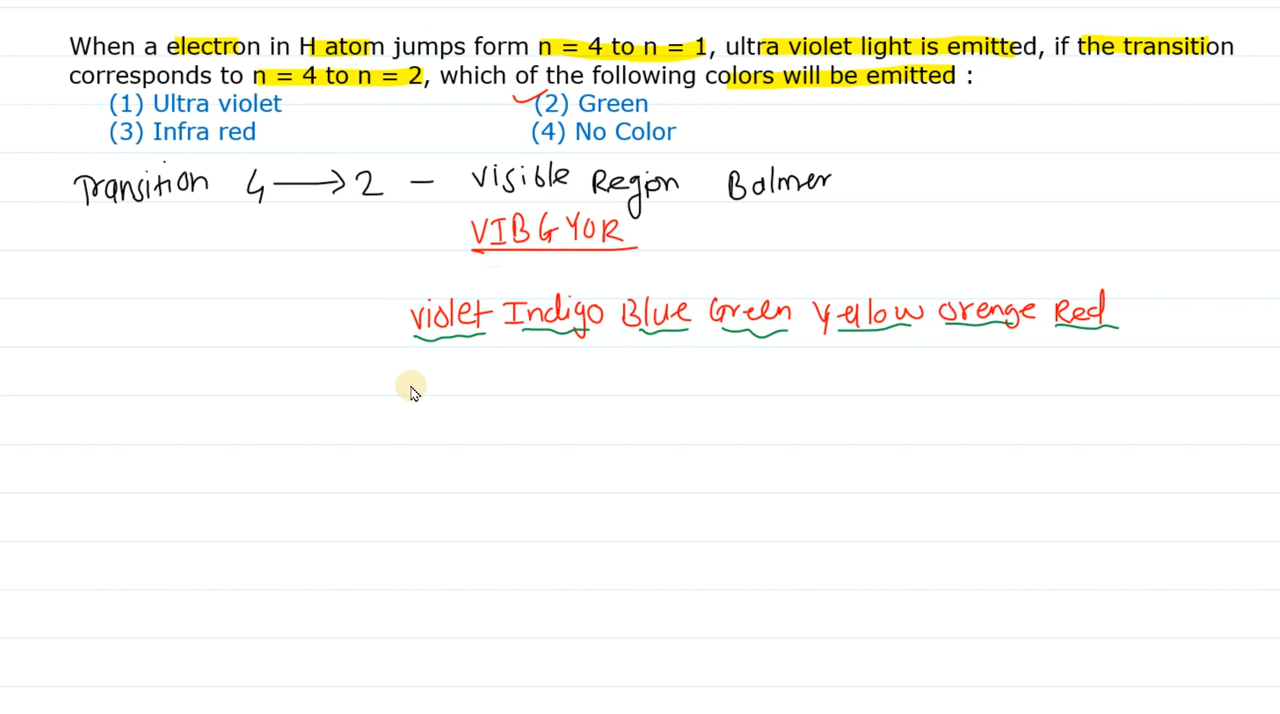 When a electron in H atom jumps form n = 4 to n = 1, ultra violet light is emitted, if the transition
corresponds to n = 4 to n = 2, which of the following colors will be emitted :
(1) Ultra violet (2) Green
(3) Infra red (4) No Color
Transition 4 → 2 - visible Region Balmer
VIBGYOR
violet Indigo Blue Green Yellow orenge Red